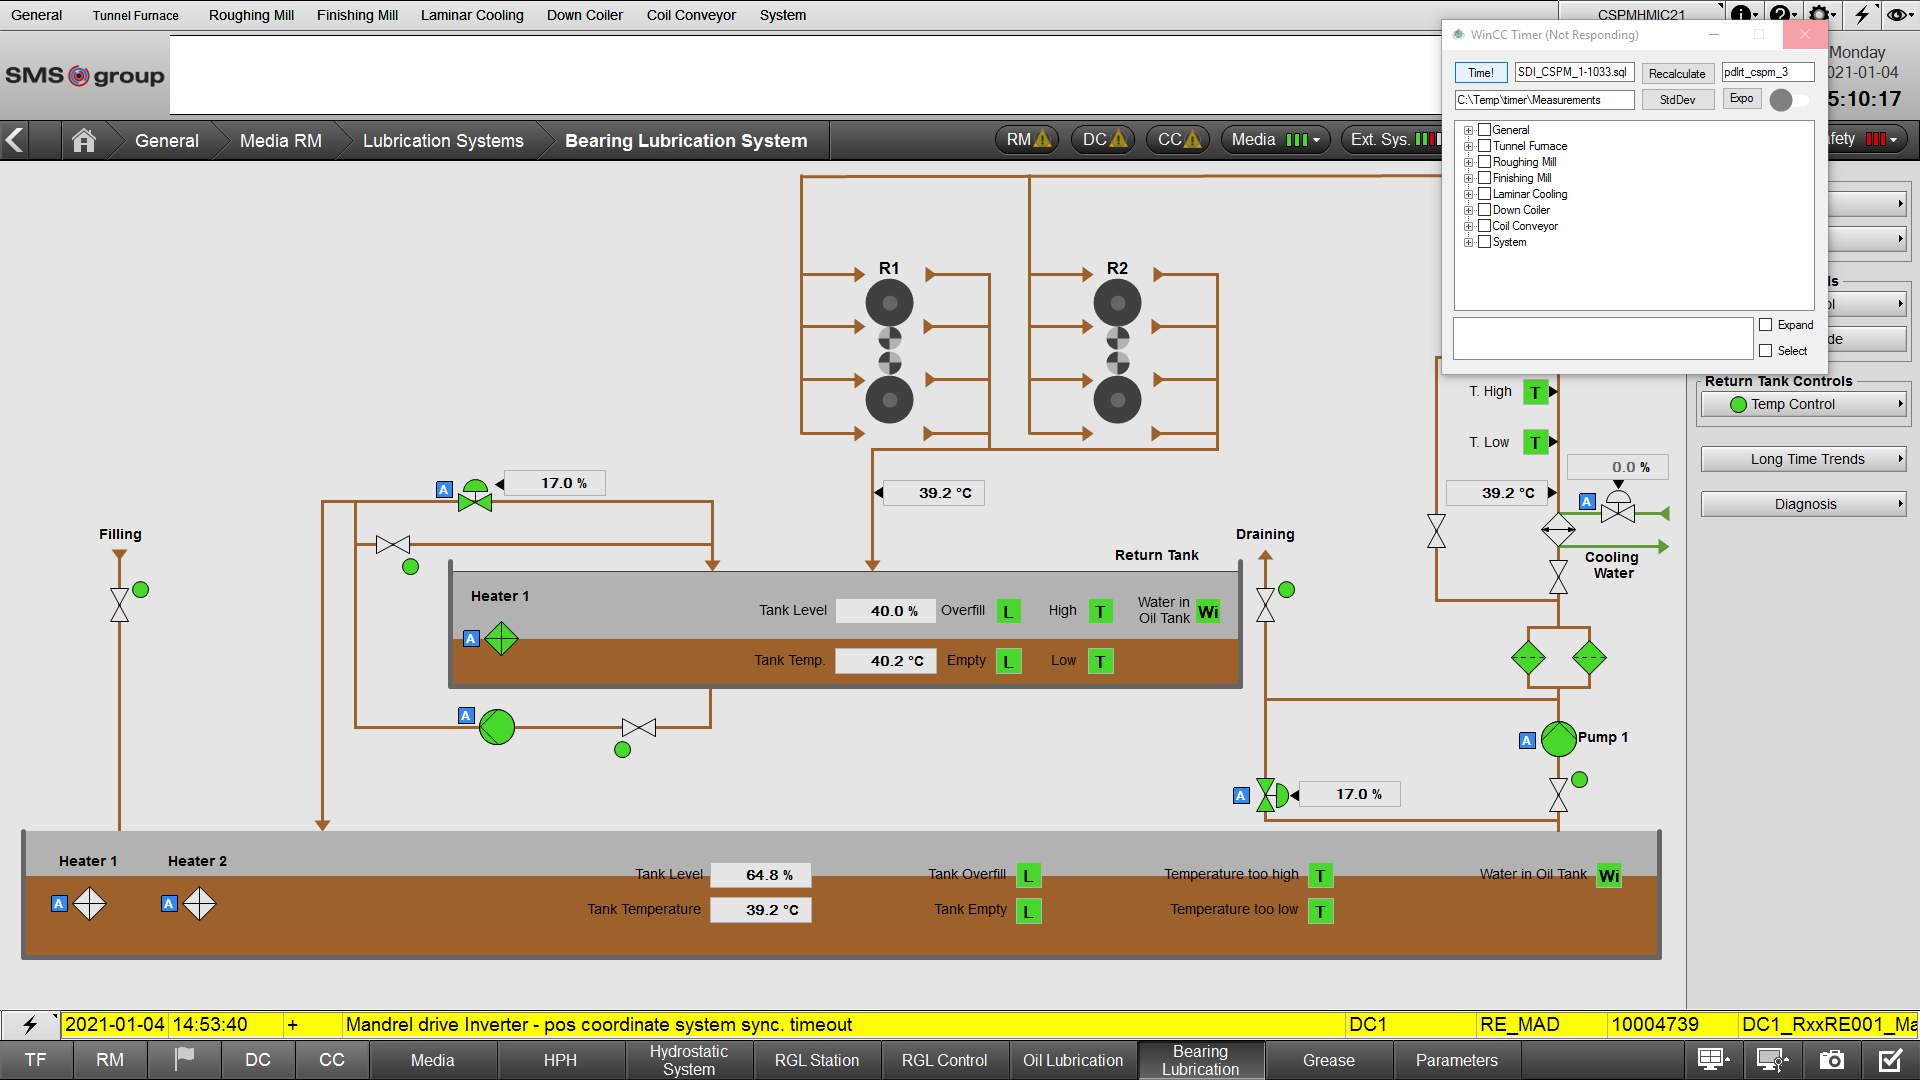 General Tunnel Furnace Roughing Mill Finishing Mill Laminar Cooling Down Coiler Coil Conveyor System CSPMHMIC21
WinCC Timer (Not Responding)
Monday
SMS group
021-01-04
5:10:17
Time! SDI_CSPM_1-1033.sql Recalculate pdlrt_cspm_3
C:\Temp\timer\Measurements StdDev Expo
General Media RM Lubrication Systems Bearing Lubrication System RM DC CC Media Ext. Sys. fety
General
Tunnel Furnace
Roughing Mill
Finishing Mill
Laminar Cooling
Down Coiler
Coil Conveyor
System
Expand
Select
R1 R2
ls
ol
de
Return Tank Controls
Temp Control
Long Time Trends
Diagnosis
T. High T
T. Low T
0.0 %
A 17.0 %
39.2 °C
39.2 °C
A
Filling
Draining
Return Tank
Cooling
Water
Heater 1
A
Tank Level 40.0 % Overfill L High T Water in
Oil Tank Wi
Tank Temp. 40.2 °C Empty L Low T
A
A Pump 1
A 17.0 %
Heater 1 Heater 2
A A
Tank Level 64.8 % Tank Overfill L Temperature too high T Water in Oil Tank Wi
Tank Temperature 39.2 °C Tank Empty L Temperature too low T
2021-01-04 14:53:40 + Mandrel drive Inverter - pos coordinate system sync. timeout DC1 RE_MAD 10004739 DC1_RxxRE001_Ma
TF RM DC CC Media HPH Hydrostatic
System RGL Station RGL Control Oil Lubrication Bearing
Lubrication Grease Parameters